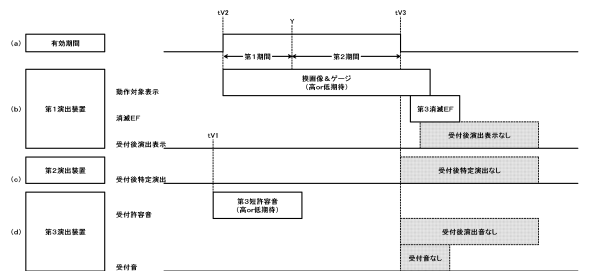 tV2
Y
tV3
(a)
有効期間
第1期間
第2期間
(b)
第1演出装置
動作対象表示
操画像&ゲージ
(高or低期待)
消滅EF
第3消滅EF
受付後演出表示
受付後演出表示なし
tV1
(c)
第2演出装置
受付後特定演出
受付後特定演出なし
(d)
第3演出装置
受付許容音
第3短許容音
(高or低期待)
受付後演出音なし
受付音なし
受付音